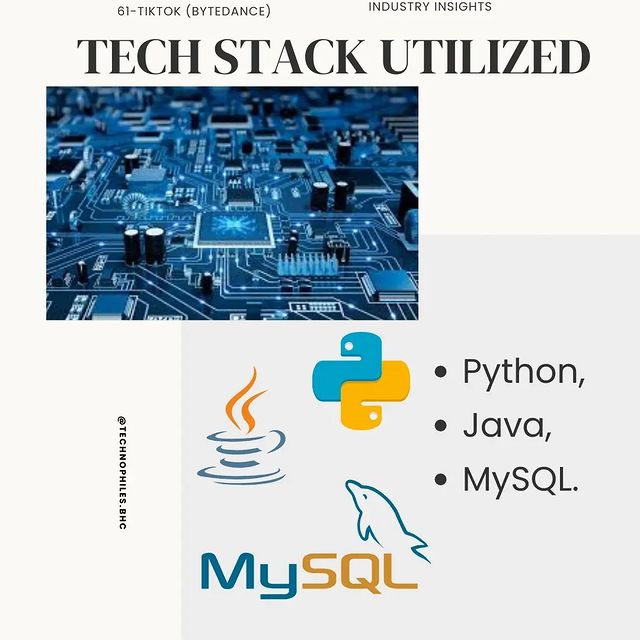 61-TIKTOK (BYTEDANCE)
INDUSTRY INSIGHTS
TECH STACK UTILIZED
• Python,
• Java,
• MySQL.
@TECHNOPHILES.BHC
MySQL